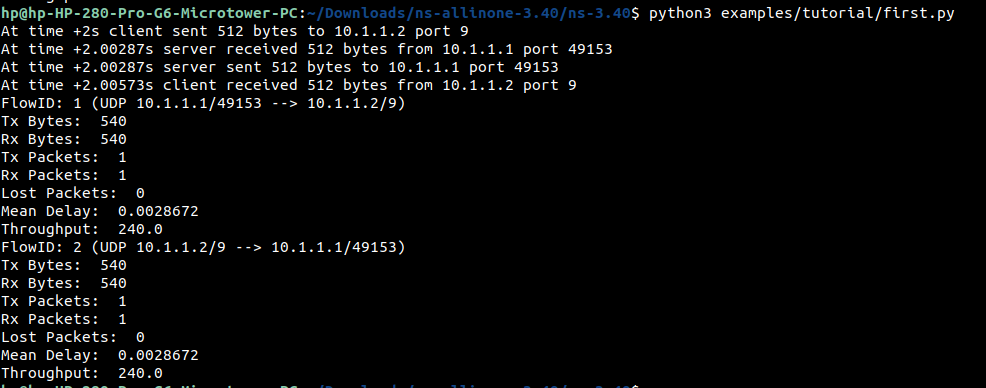 hp@hp-HP-280-Pro-G6-Microtower-PC:~/Downloads/ns-allinone-3.40/ns-3.40$ python3 examples/tutorial/first.py
At time +2s client sent 512 bytes to 10.1.1.2 port 9
At time +2.00287s server received 512 bytes from 10.1.1.1 port 49153
At time +2.00287s server sent 512 bytes to 10.1.1.1 port 49153
At time +2.00573s client received 512 bytes from 10.1.1.2 port 9
FlowID: 1 (UDP 10.1.1.1/49153 --> 10.1.1.2/9)
Tx Bytes:  540
Rx Bytes:  540
Tx Packets:  1
Rx Packets:  1
Lost Packets:  0
Mean Delay:  0.0028672
Throughput:  240.0
FlowID: 2 (UDP 10.1.1.2/9 --> 10.1.1.1/49153)
Tx Bytes:  540
Rx Bytes:  540
Tx Packets:  1
Rx Packets:  1
Lost Packets:  0
Mean Delay:  0.0028672
Throughput:  240.0